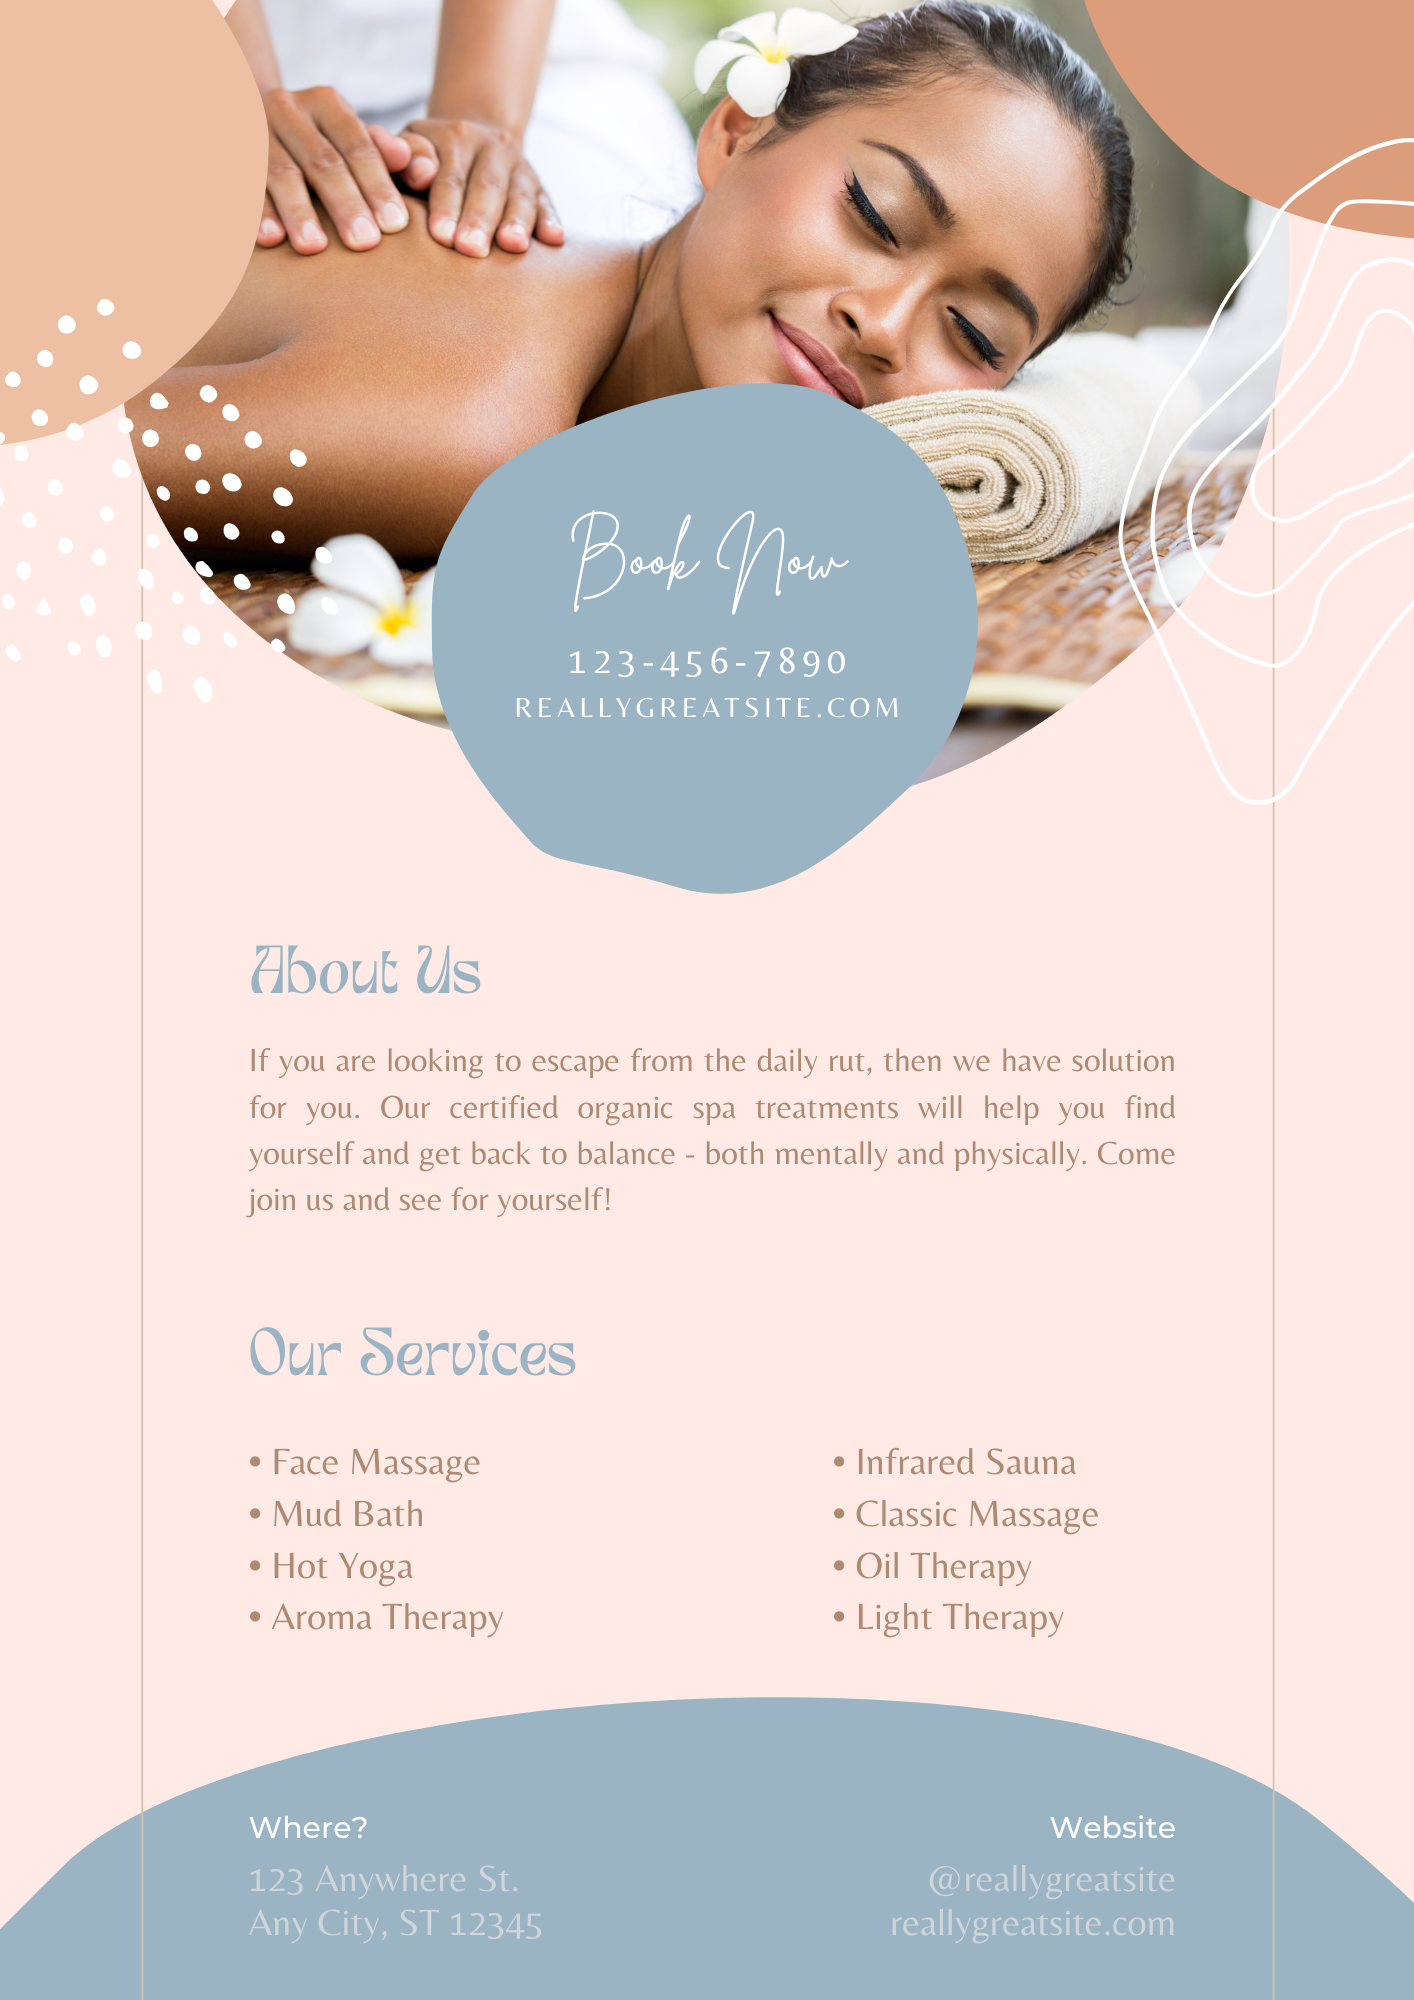 Book Now
123-456-7890
REALLYGREATSITE.COM
About Us
If you are looking to escape from the daily rut, then we have solution
for you. Our certified organic spa treatments will help you find
yourself and get back to balance - both mentally and physically. Come
join us and see for yourself!
Our Services
• Face Massage
• Mud Bath
• Hot Yoga
• Aroma Therapy
• Infrared Sauna
• Classic Massage
• Oil Therapy
• Light Therapy
Where?
123 Anywhere St.
Any City, ST 12345
Website
@reallygreatsite
reallygreatsite.com